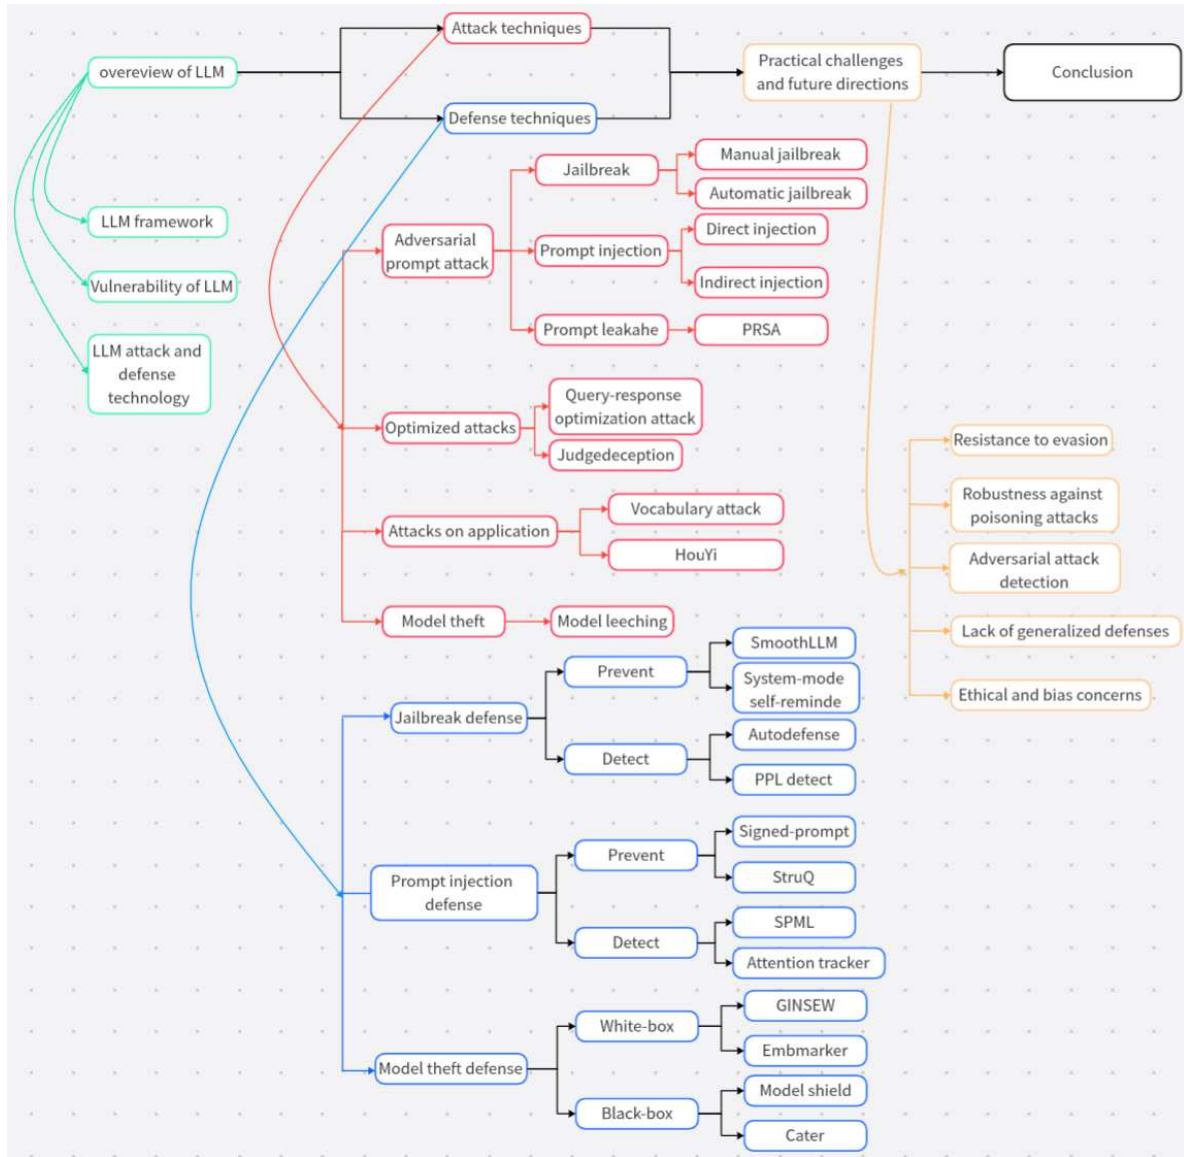 Attack techniques
overeview of LLM
Practical challenges
and future directions
Conclusion
Defense techniques
LLM framework
Vulnerability of LLM
LLM attack and
defense
technology
Adversarial
prompt attack
Jailbreak
Manual jailbreak
Automatic jailbreak
Prompt injection
Direct injection
Indirect injection
Prompt leakahe
PRSA
Optimized attacks
Query-response
optimization attack
Judgedeception
Attacks on application
Vocabulary attack
HouYi
Model theft
Model leeching
Resistance to evasion
Robustness against
poisoning attacks
Adversarial attack
detection
Lack of generalized defenses
Ethical and bias concerns
Jailbreak defense
Prevent
SmoothLLM
System-mode
self-reminde
Detect
Autodefense
PPL detect
Prompt injection
defense
Prevent
Signed-prompt
StruQ
Detect
SPML
Attention tracker
Model theft defense
White-box
GINSEW
Embmarker
Black-box
Model shield
Cater